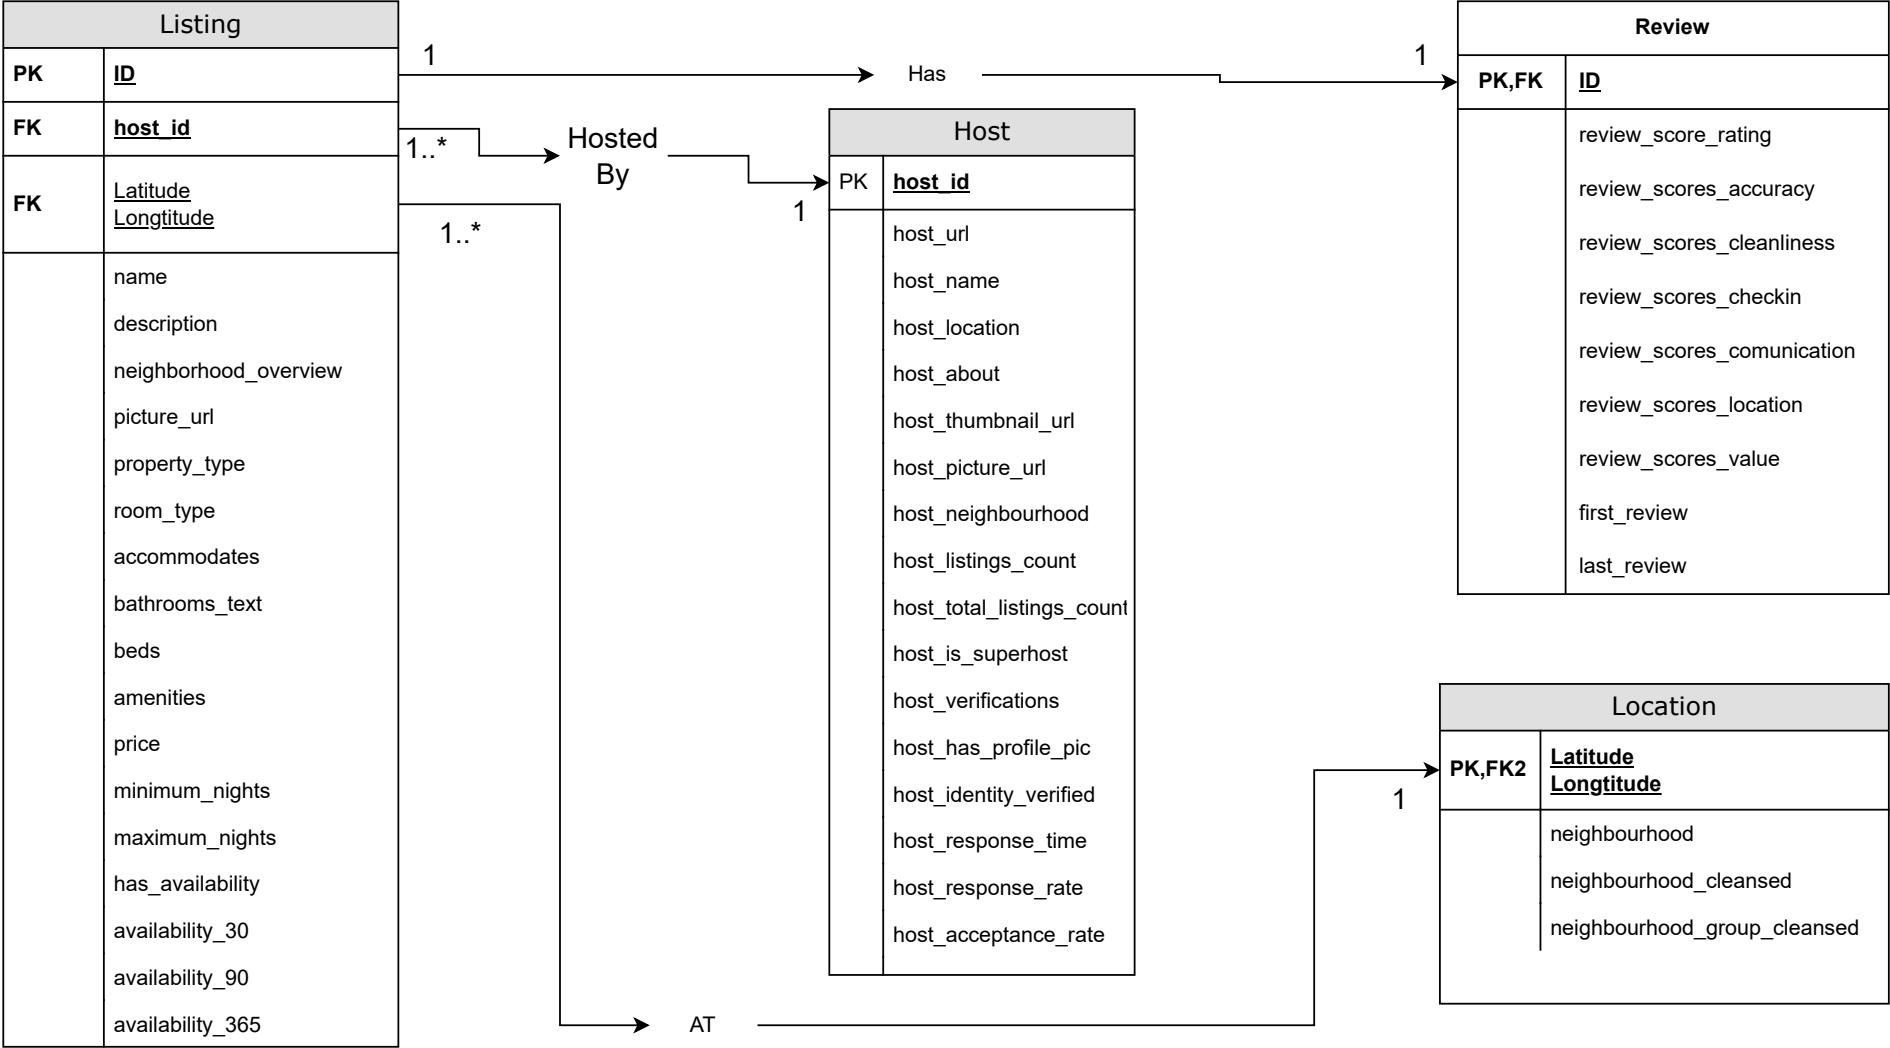 Listing
PK ID
FK host_id
FK Latitude
Longtitude
name
description
neighborhood_overview
picture_url
property_type
room_type
accommodates
bathrooms_text
beds
amenities
price
minimum_nights
maximum_nights
has_availability
availability_30
availability_90
availability_365
1
Has
1
1..*
Hosted
By
1
1..*
AT
1
Host
PK host_id
host_url
host_name
host_location
host_about
host_thumbnail_url
host_picture_url
host_neighbourhood
host_listings_count
host_total_listings_count
host_is_superhost
host_verifications
host_has_profile_pic
host_identity_verified
host_response_time
host_response_rate
host_acceptance_rate
Review
PK,FK ID
review_score_rating
review_scores_accuracy
review_scores_cleanliness
review_scores_checkin
review_scores_comunication
review_scores_location
review_scores_value
first_review
last_review
Location
PK,FK2 Latitude
Longtitude
neighbourhood
neighbourhood_cleansed
neighbourhood_group_cleansed